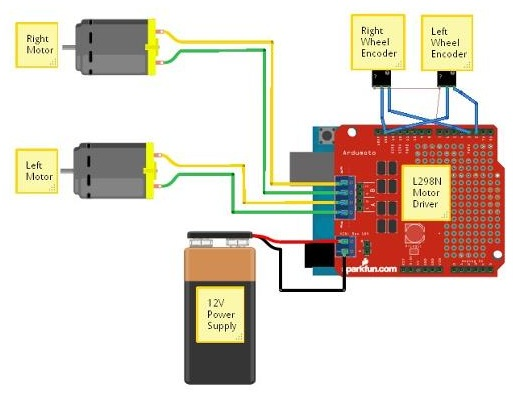 Right
Motor
Right
Wheel
Encoder
Left
Wheel
Encoder
Ardumoto
Left
Motor
B
A
L298N
Motor
Driver
12V
Power
Supply
sparkfun.com